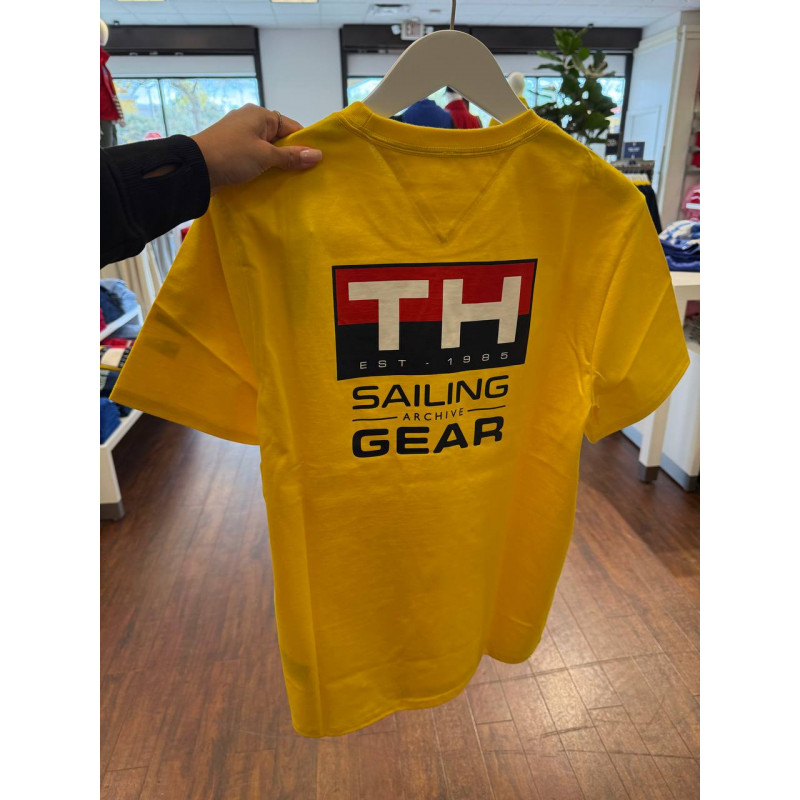 TH
EST - 1985
SAILING
ARCHIVE
GEAR